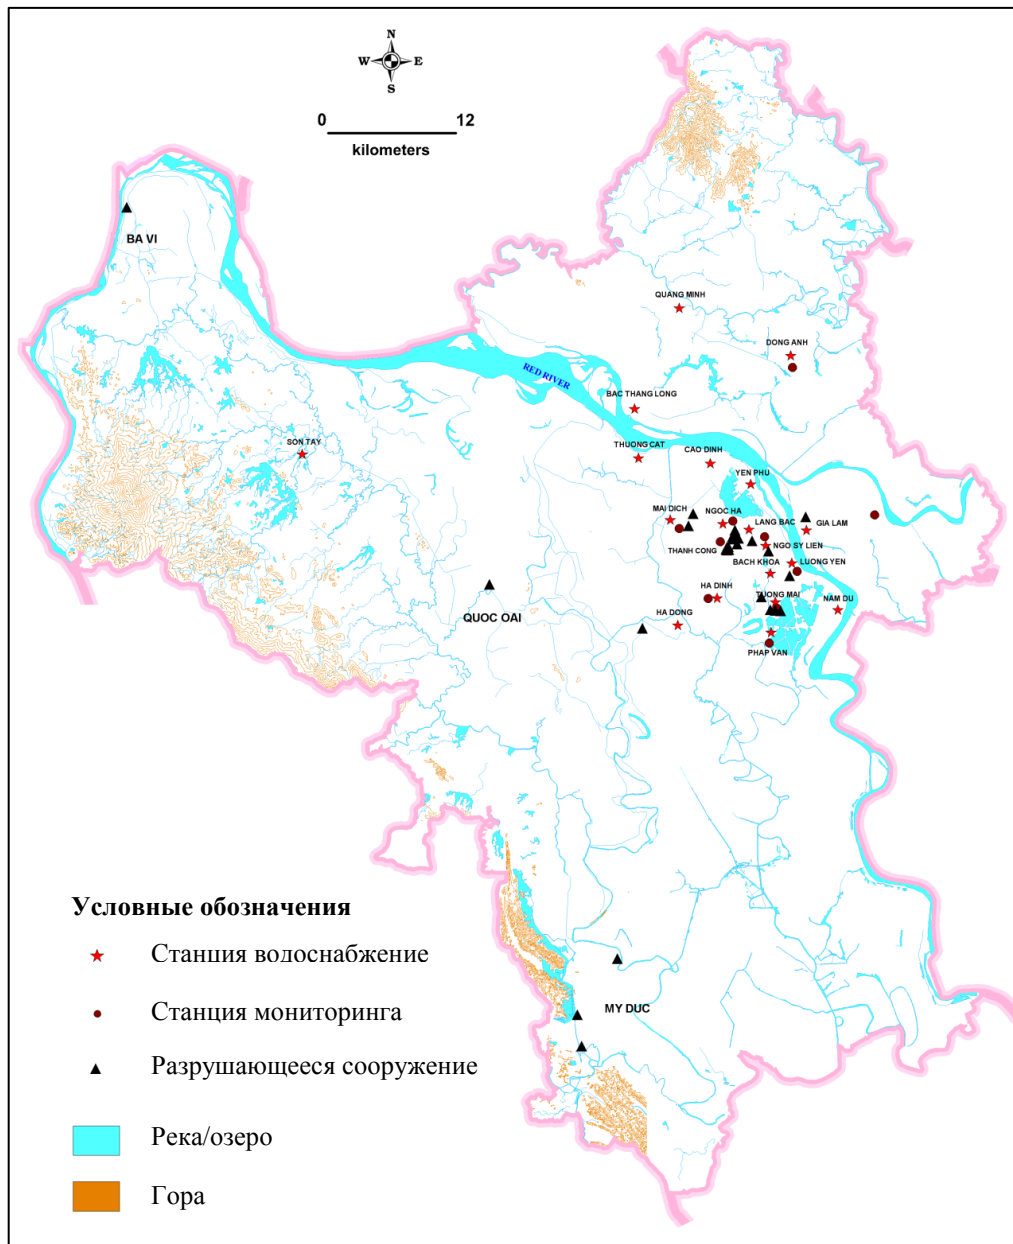 N
W E
S
0 12
kilometers
BA VI
QUANG MINH
DONG ANH
RED RIVER
BAC THANG LONG
SON TAY
THUONG CAT
CAO DINH
YEN PHU
MAI DICH
NGOC HA
LANG BAC
GIA LAM
THANH CONG
NGO SY LIEN
BACH KHOA
LUONG YEN
HA DINH
TUONG MAI
NAM DU
QUOC OAI
HA DONG
PHAP VAN
MY DUC
Условные обозначения
Станция водоснабжение
Станция мониторинга
Разрушающееся сооружение
Река/озеро
Гора